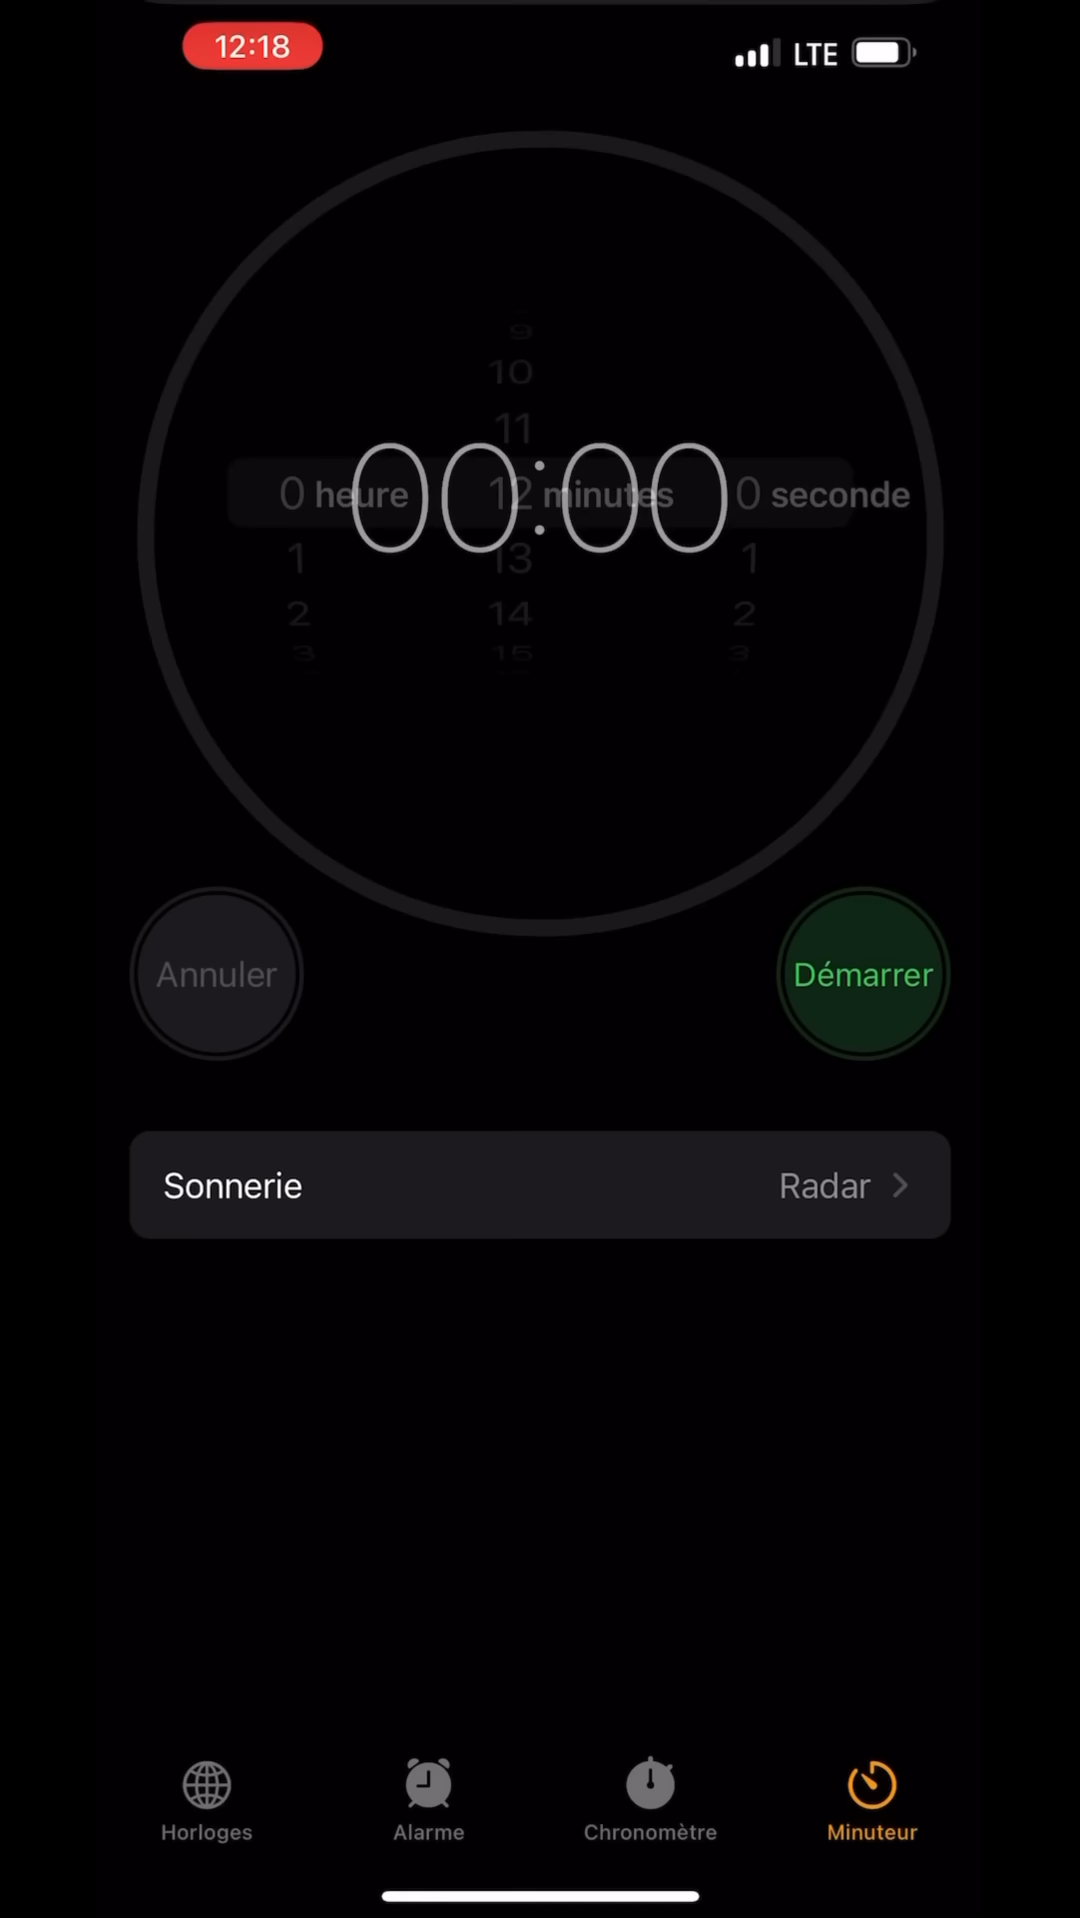 12:18 LTE
9
10
11
00:00
0 heure 12 minutes 0 seconde
1 13 1
2 14 2
3 15 3
Annuler Démarrer
Sonnerie Radar
Horloges Alarme Chronomètre Minuteur